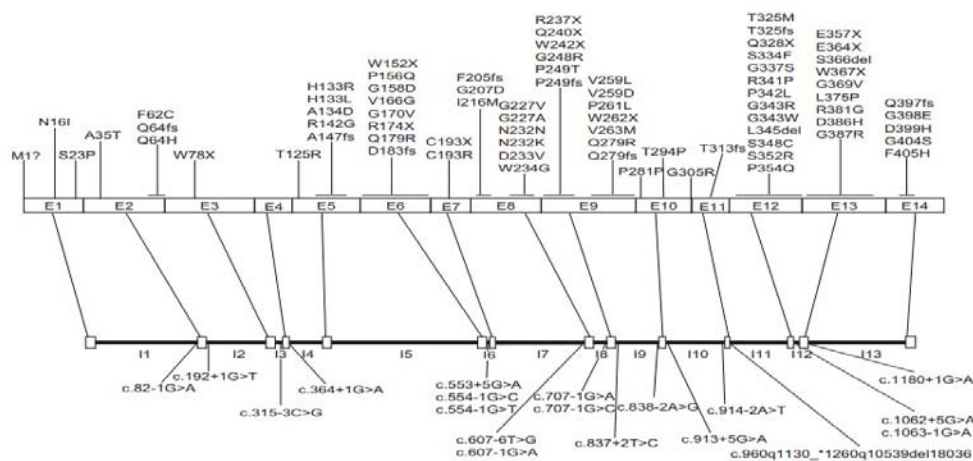 M1?
N16I
S23P
A35T
F62C
Q64fs
Q64H
W78X
T125R
H133R
H133L
A134D
R142G
A147fs
W152X
P156Q
G158D
V166G
G170V
R174X
Q179R
D183fs
C193X
C193R
F205fs
G207D
I216M
G227V
G227A
N232N
N232K
D233V
W234G
R237X
Q240X
W242X
G248R
P249T
P249fs
V259L
V259D
P261L
W262X
V263M
Q279R
Q279fs
P281P
T294P
G305R
T313fs
T325M
T325fs
Q328X
S334F
G337S
R341P
P342L
G343R
G343W
L345del
S348C
S352R
P354Q
E357X
E364X
S366del
W367X
G369V
L375P
R381G
D386H
G387R
Q397fs
G398E
D399H
G404S
F405H
E1 E2 E3 E4 E5 E6 E7 E8 E9 E10 E11 E12 E13 E14
I1 I2 I3 I4 I5 I6 I7 I8 I9 I10 I11 I12 I13
c.82-1G>A
c.192+1G>T
c.315-3C>G
c.364+1G>A
c.553+5G>A
c.554-1G>C
c.554-1G>T
c.607-6T>G
c.607-1G>A
c.707-1G>A
c.707-1G>C
c.837+2T>C
c.838-2A>G
c.913+5G>A
c.914-2A>T
c.960q1130_*1260q10539del18036
c.1062+5G>A
c.1063-1G>A
c.1180+1G>A